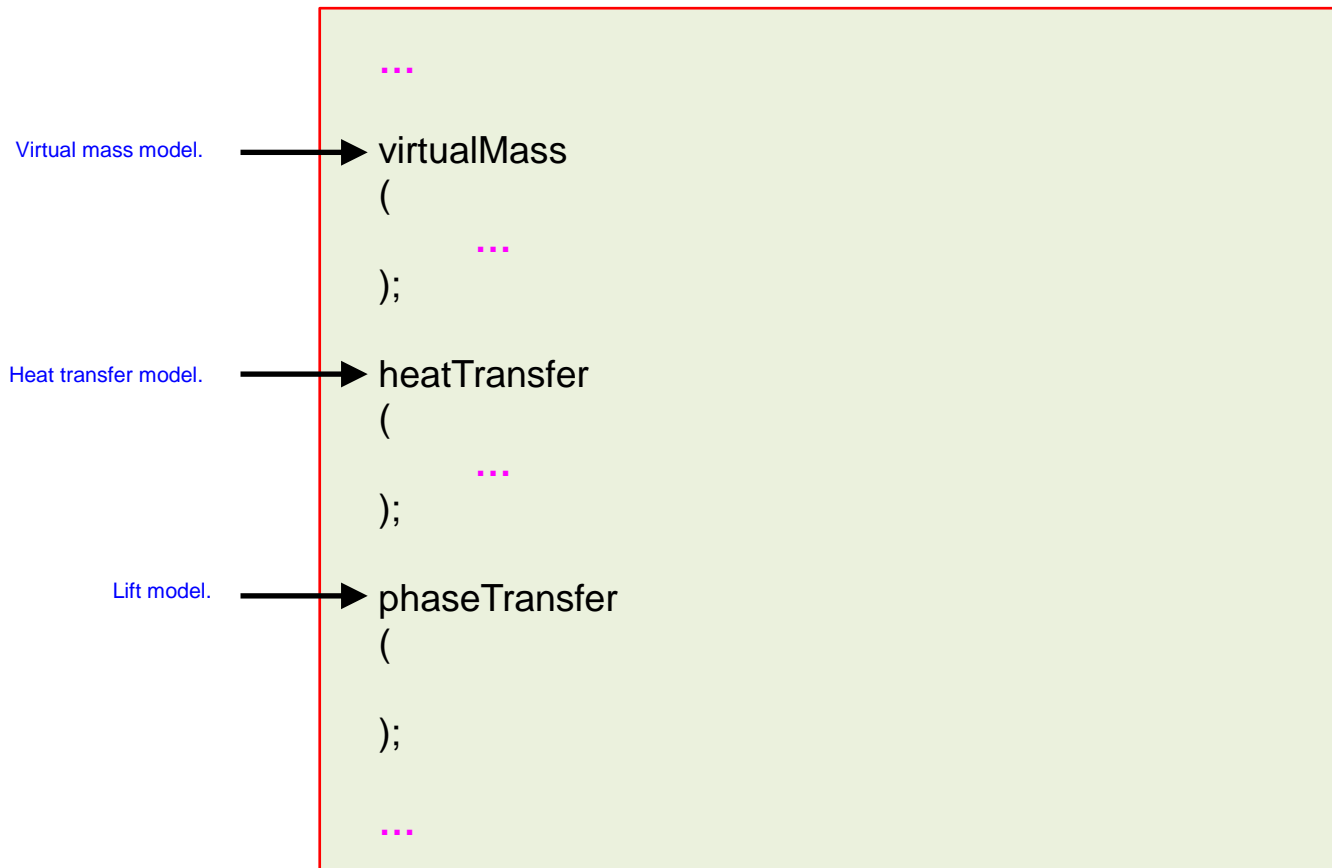 ...
Virtual mass model.
virtualMass
(
...
);
Heat transfer model.
heatTransfer
(
...
);
Lift model.
phaseTransfer
(
);
...